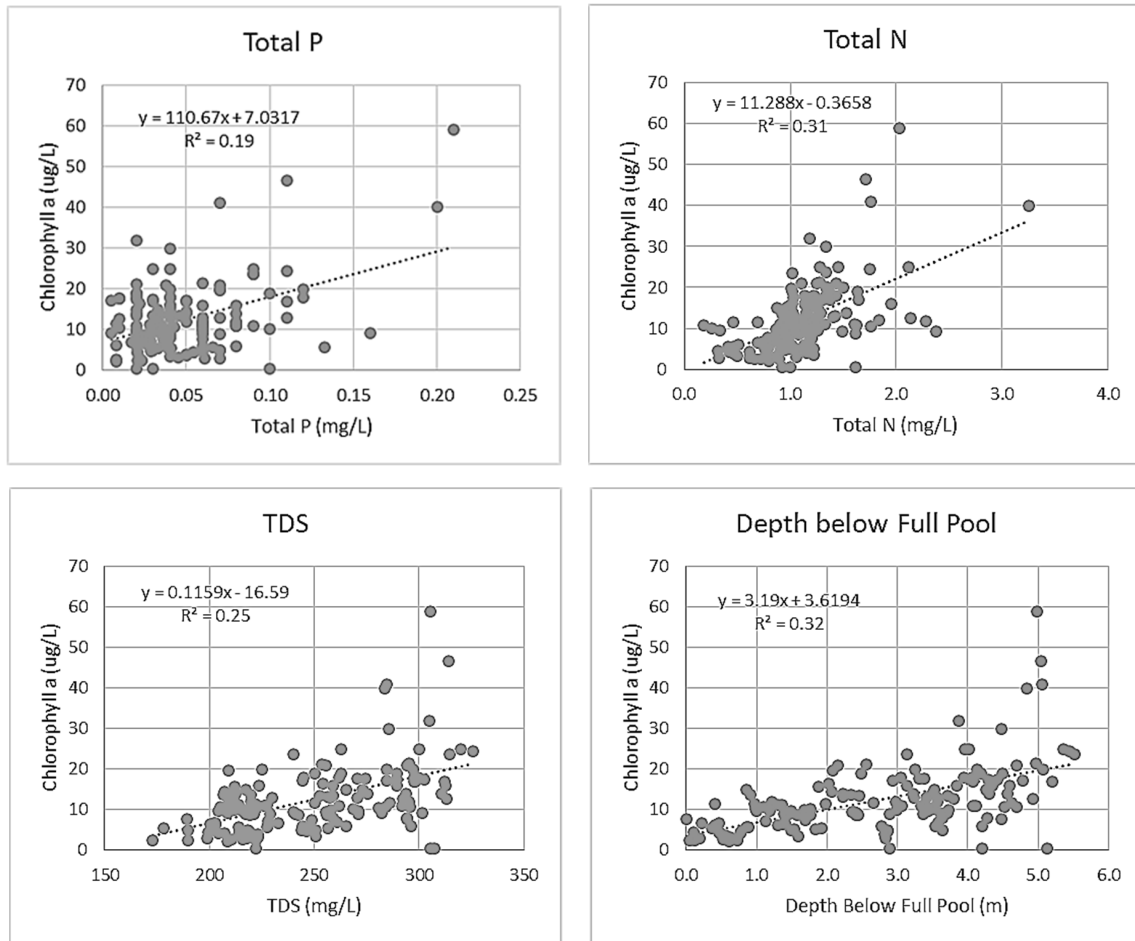 Total P
70
60
50
40
30
20
10
0
y = 110.67x + 7.0317
R² = 0.19
Chlorophyll a (ug/L)
0.00 0.05 0.10 0.15 0.20 0.25
Total P (mg/L)
Total N
70
60
50
40
30
20
10
0
y = 11.288x - 0.3658
R² = 0.31
Chlorophyll a (ug/L)
0.0 1.0 2.0 3.0 4.0
Total N (mg/L)
TDS
70
60
50
40
30
20
10
0
y = 0.1159x - 16.59
R² = 0.25
Chlorophyll a (ug/L)
150 200 250 300 350
TDS (mg/L)
Depth below Full Pool
70
60
50
40
30
20
10
0
y = 3.19x + 3.6194
R² = 0.32
Chlorophyll a (ug/L)
0.0 1.0 2.0 3.0 4.0 5.0 6.0
Depth Below Full Pool (m)